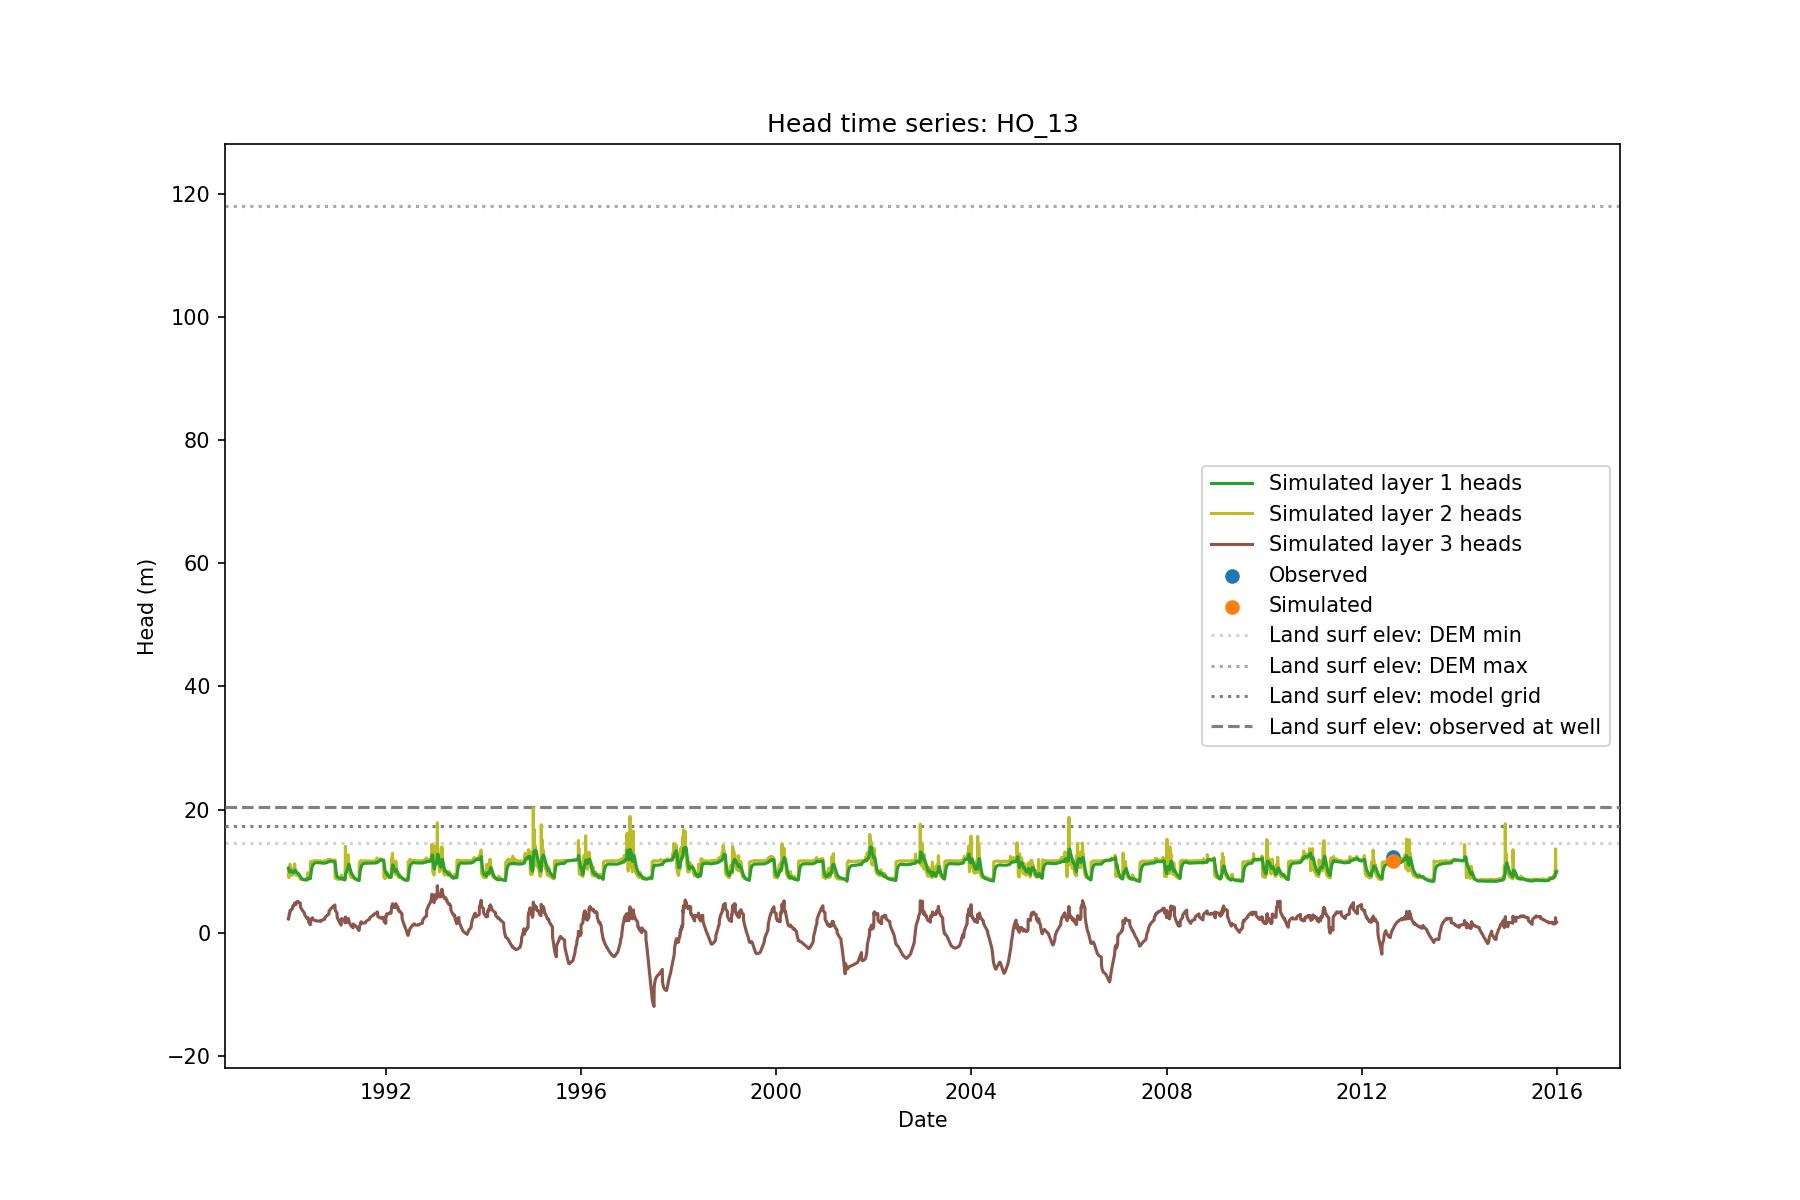 Head time series: HO_13
120
100
80
60
40
20
0
−20
Head (m)
Simulated layer 1 heads
Simulated layer 2 heads
Simulated layer 3 heads
Observed
Simulated
Land surf elev: DEM min
Land surf elev: DEM max
Land surf elev: model grid
Land surf elev: observed at well
1992
1996
2000
2004
2008
2012
2016
Date